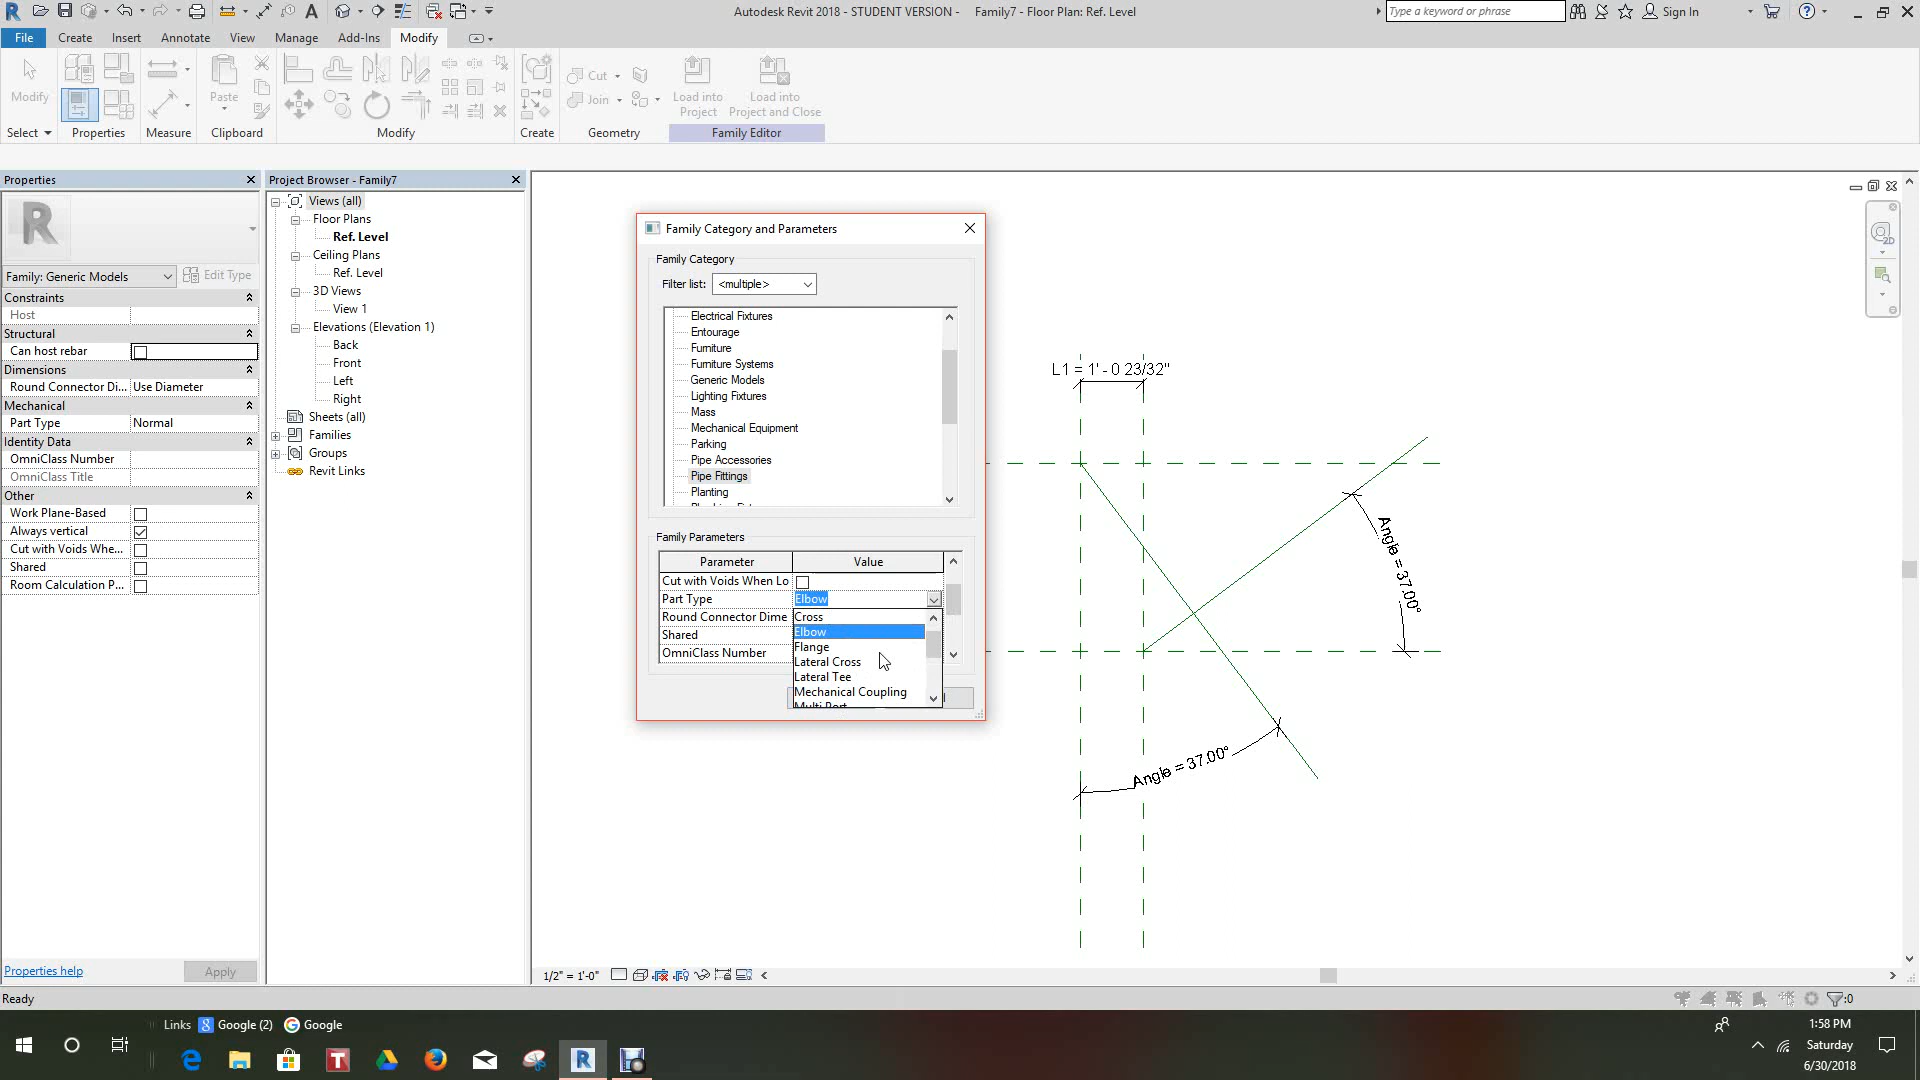 Autodesk Revit 2018 - STUDENT VERSION - Family7 - Floor Plan: Ref. Level
Type a keyword or phrase
Sign In
File Create Insert Annotate View Manage Add-Ins Modify
Modify
Paste
Cut
Join
Load into Project
Load into Project and Close
Select Properties Measure Clipboard Modify Create Geometry Family Editor
Properties
Family: Generic Models
Edit Type
Constraints
Host
Structural
Can host rebar
Dimensions
Round Connector Di... Use Diameter
Mechanical
Part Type Normal
Identity Data
OmniClass Number
OmniClass Title
Other
Work Plane-Based
Always vertical
Cut with Voids Whe...
Shared
Room Calculation P...
Properties help
Apply
Project Browser - Family7
Views (all)
Floor Plans
Ref. Level
Ceiling Plans
Ref. Level
3D Views
View 1
Elevations (Elevation 1)
Back
Front
Left
Right
Sheets (all)
Families
Groups
Revit Links
Family Category and Parameters
Family Category
Filter list: <multiple>
Electrical Fixtures
Entourage
Furniture
Furniture Systems
Generic Models
Lighting Fixtures
Mass
Mechanical Equipment
Parking
Pipe Accessories
Pipe Fittings
Planting
Family Parameters
Parameter Value
Cut with Voids When Lo
Part Type Elbow
Round Connector Dime
Shared
OmniClass Number
Cross
Elbow
Flange
Lateral Cross
Lateral Tee
Mechanical Coupling
Multi Port
L1 = 1' - 0 23/32"
Angle = 37.00°
Angle = 37.00°
2D
1/2" = 1'-0"
Ready
:0
Links Google (2) Google
1:58 PM
Saturday
6/30/2018